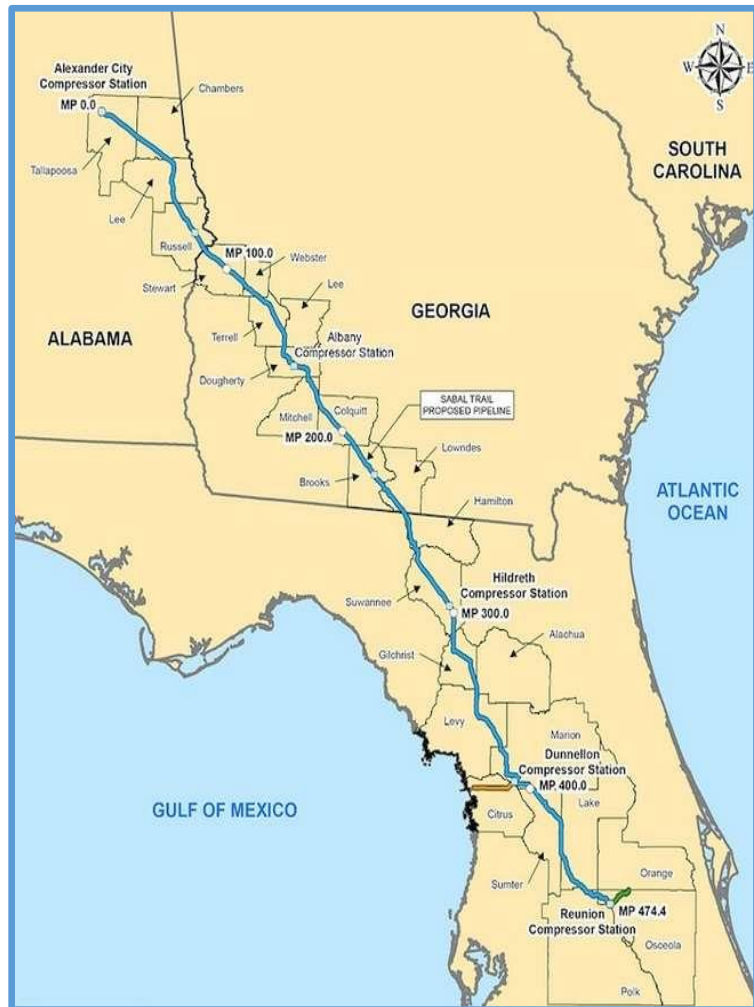 N
W
E
S
Alexander City
Compressor Station
MP 0.0
Chambers
Tallapoosa
Lee
SOUTH
CAROLINA
Russell
MP 100.0
Webster
Stewart
Lee
GEORGIA
ALABAMA
Terrell
Albany
Compressor Station
Dougherty
SABAL TRAIL
PROPOSED PIPELINE
Mitchell
Colquitt
MP 200.0
Lowndes
Brooks
ATLANTIC
OCEAN
Hamilton
Hildreth
Compressor Station
Suwannee
MP 300.0
Alachua
Gilchrist
Levy
Marion
Dunnellon
Compressor Station
MP 400.0
GULF OF MEXICO
Lake
Citrus
Orange
Sumter
MP 474.4
Reunion
Compressor Station
Osceola
Polk